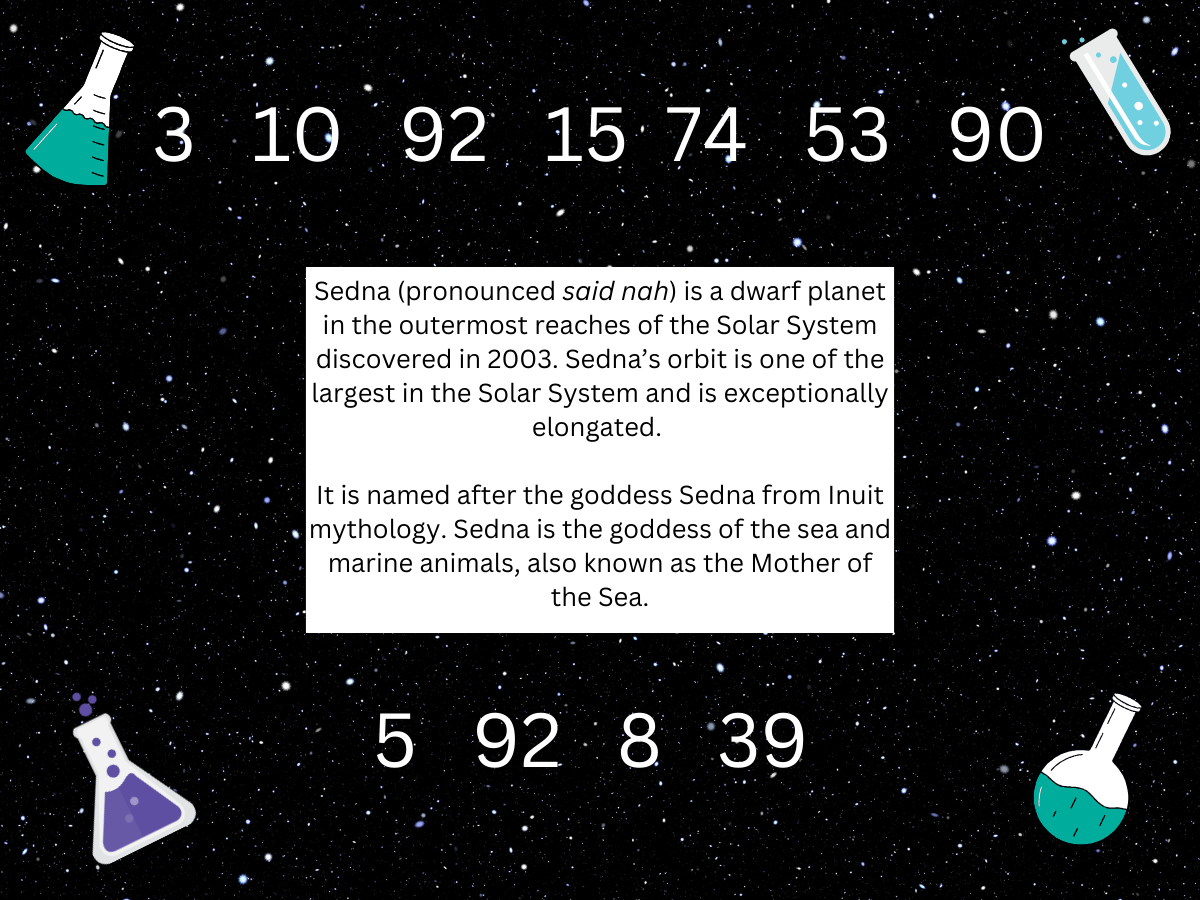 3 10 92 15 74 53 90
Sedna (pronounced said nah) is a dwarf planet
in the outermost reaches of the Solar System
discovered in 2003. Sedna’s orbit is one of the
largest in the Solar System and is exceptionally
elongated.
It is named after the goddess Sedna from Inuit
mythology. Sedna is the goddess of the sea and
marine animals, also known as the Mother of
the Sea.
5 92 8 39